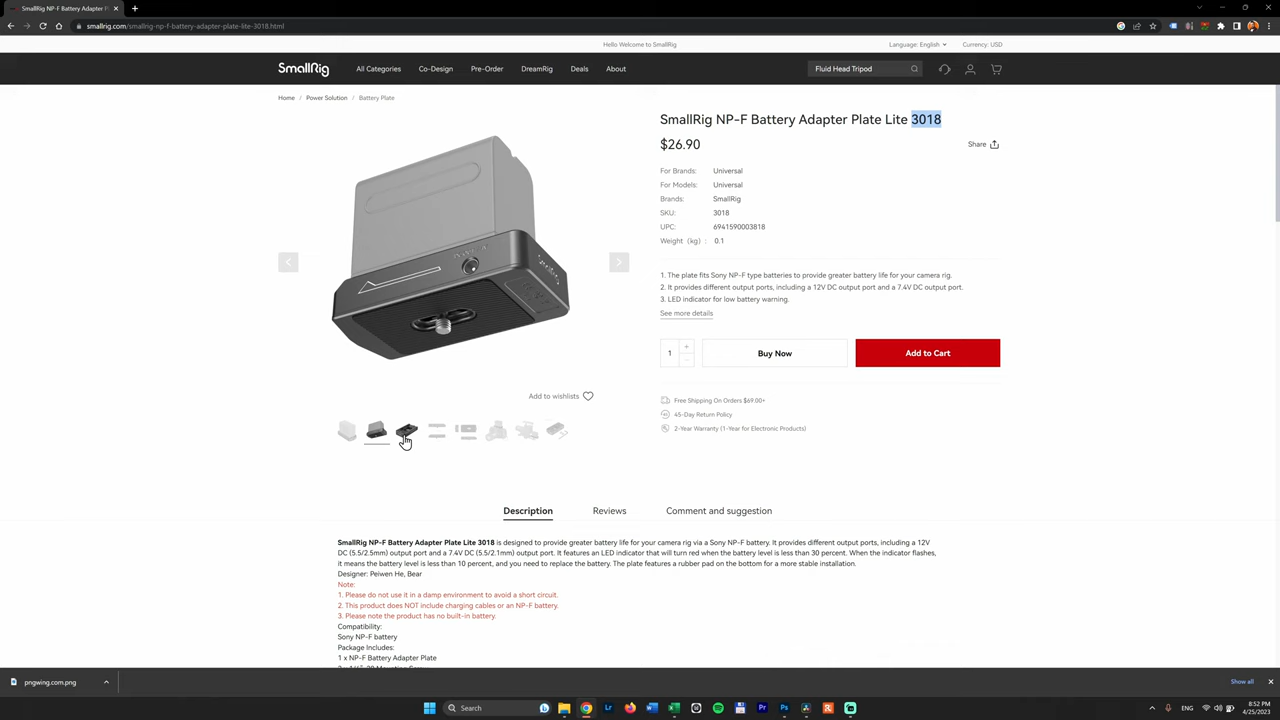 SmallRig NP-F Battery Adapter Pl
smallrig.com/smallrig-np-f-battery-adapter-plate-lite-3018.html
Hello Welcome to SmallRig
Language: English
Currency: USD
SmallRig
All Categories
Co-Design
Pre-Order
DreamRig
Deals
About
Fluid Head Tripod
Home / Power Solution / Battery Plate
SmallRig NP-F Battery Adapter Plate Lite 3018
$26.90
Share
For Brands: Universal
For Models: Universal
Brands: SmallRig
SKU: 3018
UPC: 6941590003818
Weight (kg) : 0.1
1. The plate fits Sony NP-F type batteries to provide greater battery life for your camera rig.
2. It provides different output ports, including a 12V DC output port and a 7.4V DC output port.
3. LED indicator for low battery warning.
See more details
1
+
-
Buy Now
Add to Cart
Add to wishlists
Free Shipping On Orders $69.00+
45-Day Return Policy
2-Year Warranty (1-Year for Electronic Products)
Description
Reviews
Comment and suggestion
SmallRig NP-F Battery Adapter Plate Lite 3018 is designed to provide greater battery life for your camera rig via a Sony NP-F battery. It provides different output ports, including a 12V
DC (5.5/2.5mm) output port and a 7.4V DC (5.5/2.1mm) output port. It features an LED indicator that will turn red when the battery level is less than 30 percent. When the indicator flashes,
it means the battery level is less than 10 percent, and you need to replace the battery. The plate features a rubber pad on the bottom for a more stable installation.
Designer: Peiwen He, Bear
Note:
1. Please do not use it in a damp environment to avoid a short circuit.
2. This product does NOT include charging cables or an NP-F battery.
3. Please note the product has no built-in battery.
Compatibility:
Sony NP-F battery
Package Includes:
1 x NP-F Battery Adapter Plate
pngwing.com.png
Show all
Search
ENG
8:52 PM
4/25/2023